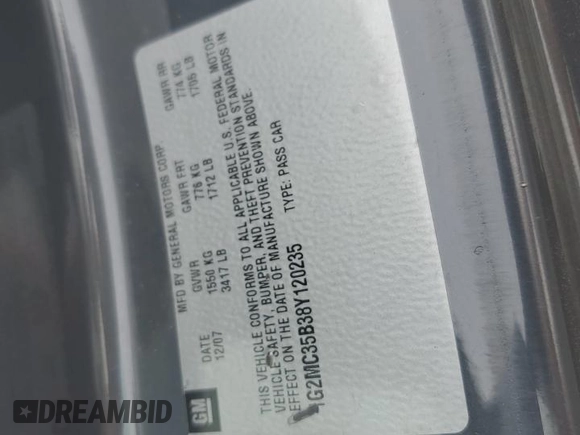 GM
MFD BY GENERAL MOTORS CORP
DATE GVWR GAWR FRT GAWR RR
12/07 1550 KG 776 KG 774 KG
3417 LB 1712 LB 1705 LB
THIS VEHICLE CONFORMS TO ALL APPLICABLE U.S. FEDERAL MOTOR
VEHICLE SAFETY, BUMPER, AND THEFT PREVENTION STANDARDS IN
EFFECT ON THE DATE OF MANUFACTURE SHOWN ABOVE.
1G2MC35B38Y120235 TYPE: PASS CAR
DREAMBID